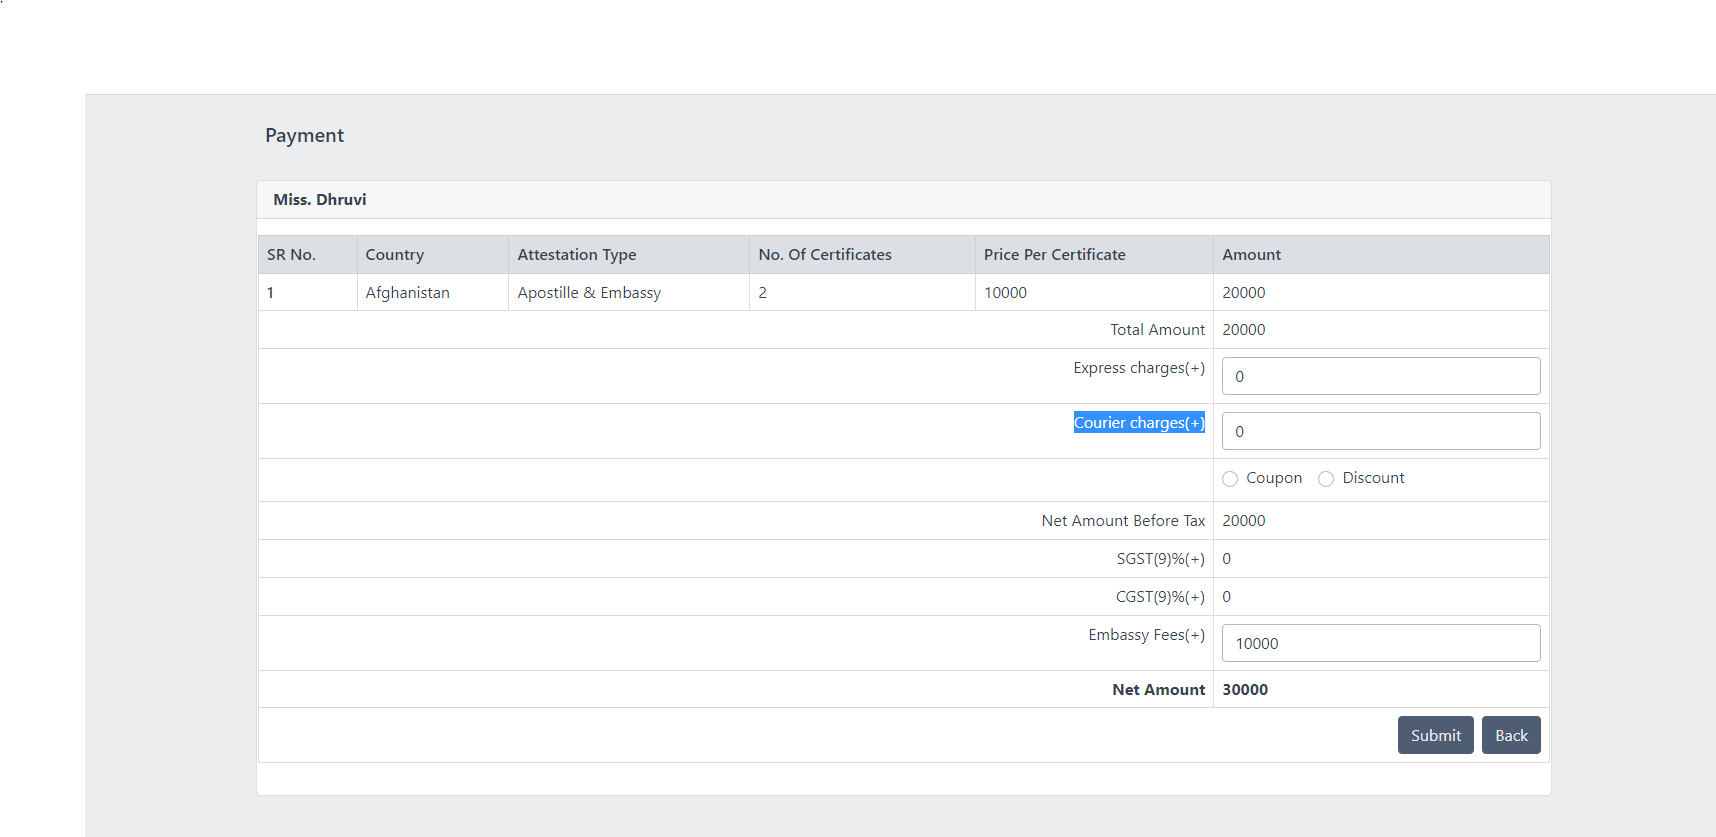 Payment
Miss. Dhruvi
SR No. Country Attestation Type No. Of Certificates Price Per Certificate Amount
1 Afghanistan Apostille & Embassy 2 10000 20000
Total Amount 20000
Express charges(+) 0
Courier charges(+) 0
Coupon Discount
Net Amount Before Tax 20000
SGST(9)%(+) 0
CGST(9)%(+) 0
Embassy Fees(+) 10000
Net Amount 30000
Submit Back